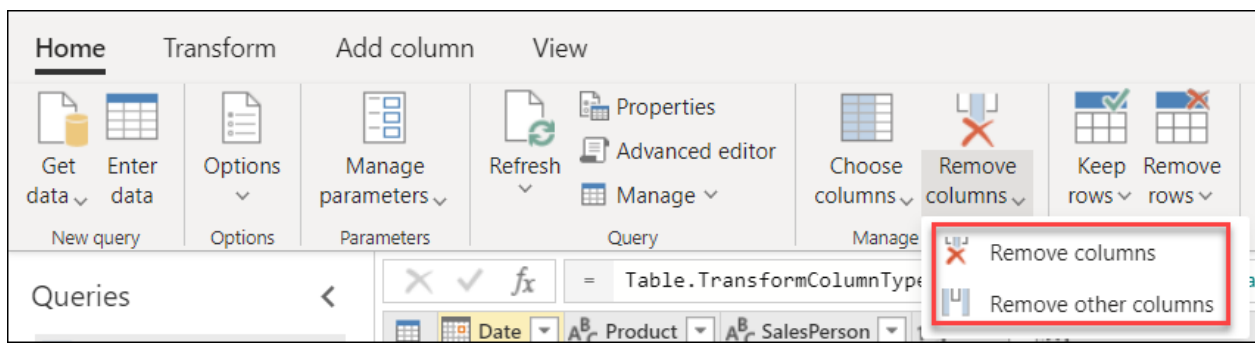 Home Transform Add column View
Get data Enter data Options Manage parameters Refresh Properties
Advanced editor
Manage
Choose columns Remove columns Keep rows Remove rows
New query Options Parameters Query Manage
Remove columns
Remove other columns
Queries
fx = Table.TransformColumnType
Date ABC Product ABC SalesPerson